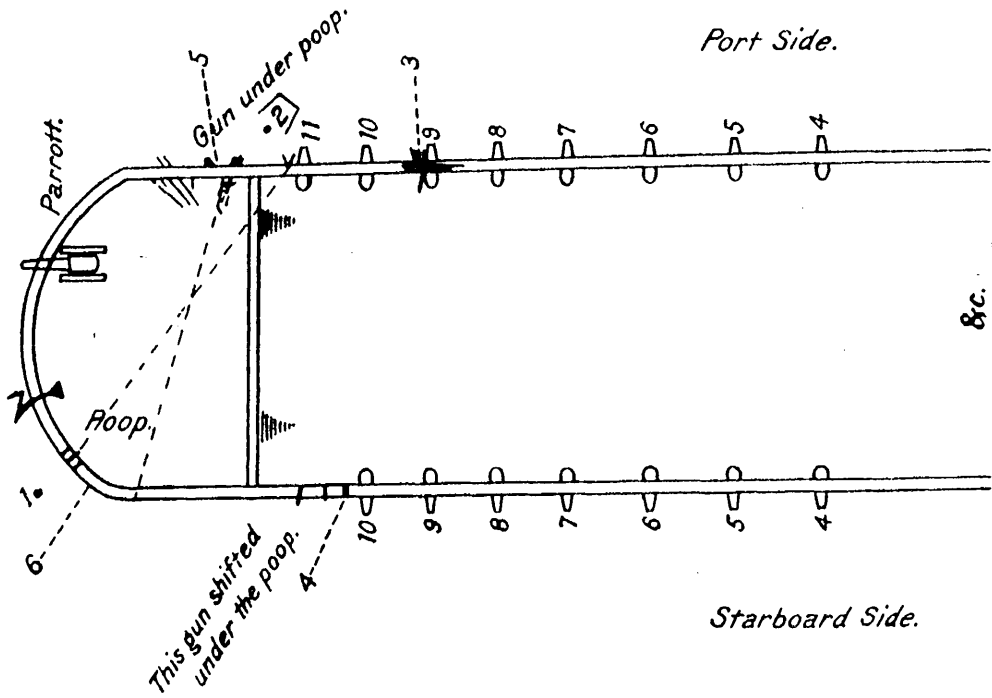 Port Side.
Parrott.
5
Gun under poop.
.2
3
11 10 9 8 7 6 5 4
&c.
Poop.
1.
6
This gun shifted
under the poop.
4
10 9 8 7 6 5 4
Starboard Side.